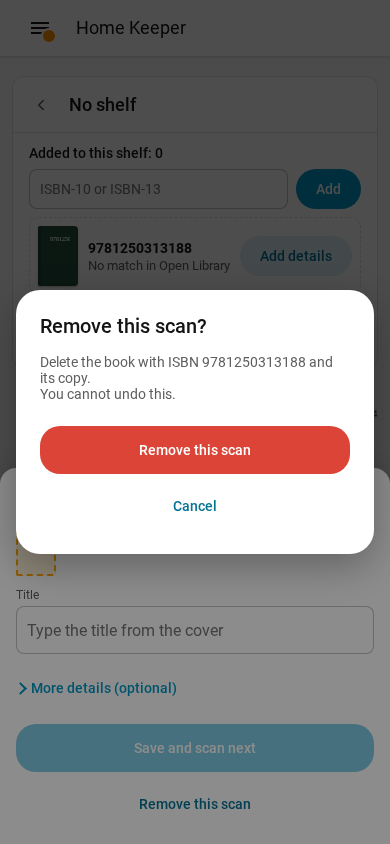 Home Keeper
No shelf
Added to this shelf: 0
ISBN-10 or ISBN-13
Add
9781250313188
No match in Open Library
Add details
Remove this scan?
Delete the book with ISBN 9781250313188 and
its copy.
You cannot undo this.
Remove this scan
Cancel
Title
Type the title from the cover
More details (optional)
Save and scan next
Remove this scan